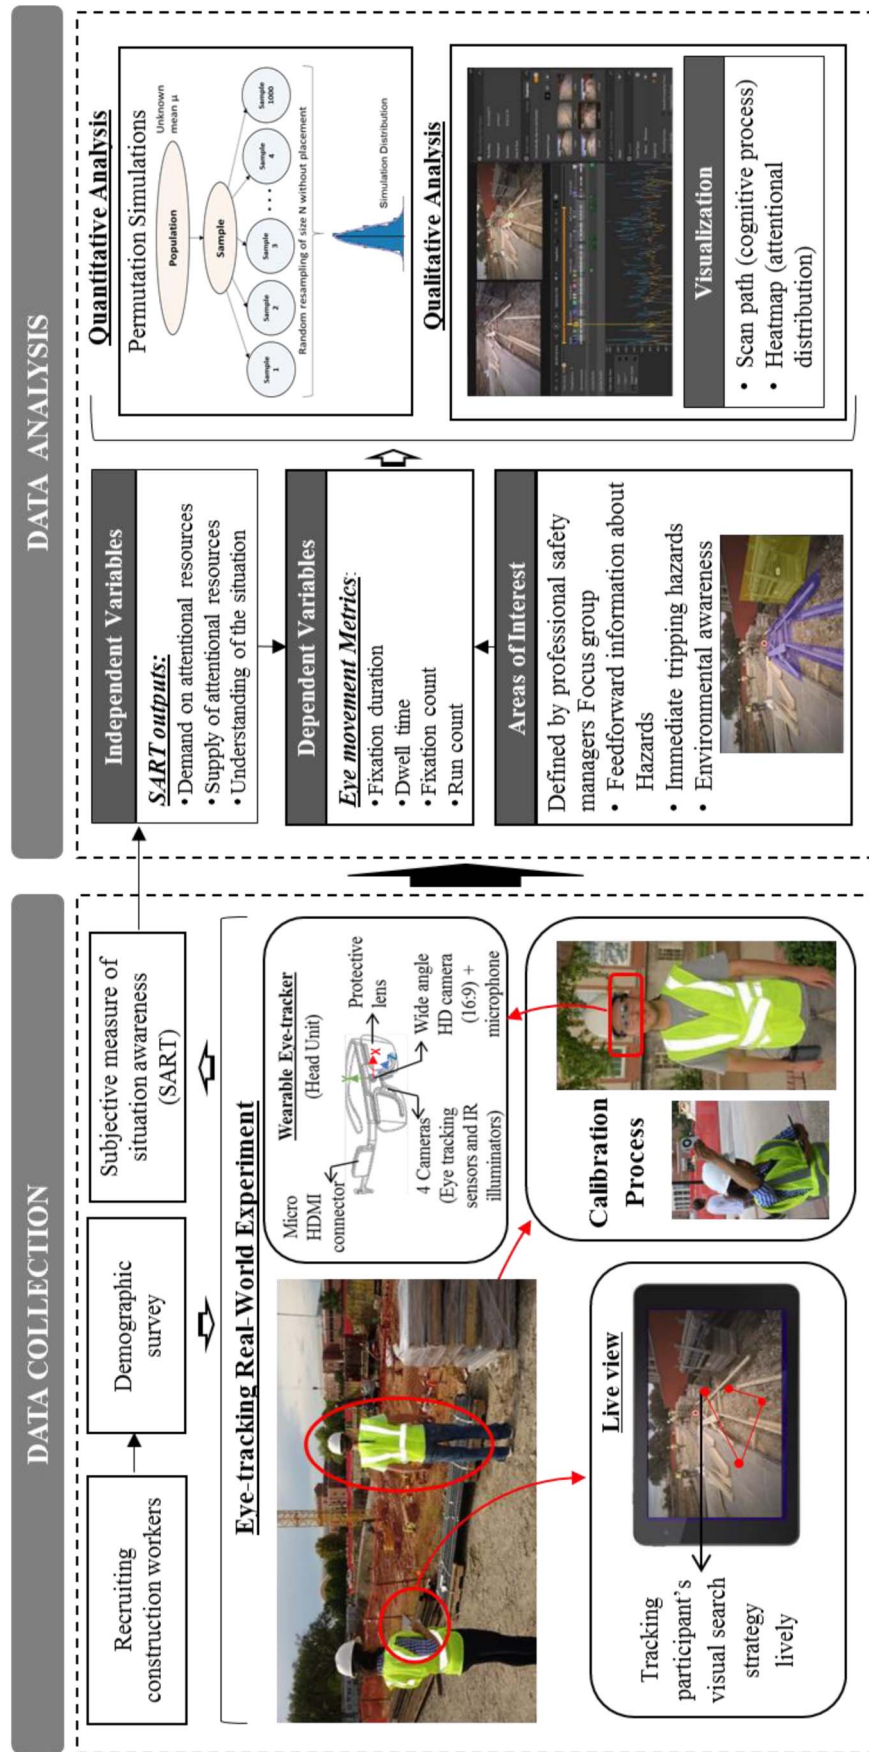 DATA COLLECTION
Recruiting
construction workers
Demographic
survey
Subjective measure of
situation awareness
(SART)
Eye-tracking Real-World Experiment
Micro
HDMI
connector
Wearable Eye-tracker
(Head Unit)
Protective
lens
4 Cameras
(Eye tracking
sensors and IR
illuminators)
Wide angle
HD camera
(16:9) +
microphone
Tracking
participant's
visual search
strategy
lively
Live view
Calibration
Process
DATA ANALYSIS
Independent Variables
SART outputs:
• Demand on attentional resources
• Supply of attentional resources
• Understanding of the situation
Dependent Variables
Eye movement Metrics:
• Fixation duration
• Dwell time
• Fixation count
• Run count
Areas of Interest
Defined by professional safety
managers Focus group
• Feedforward information about
Hazards
• Immediate tripping hazards
• Environmental awareness
Quantitative Analysis
Permutation Simulations
Population
Unknown
mean μ
Sample
Sample
1
Sample
2
Sample
3
• • • •
Sample
4
Sample
1000
Random resampling of size N without placement
Simulation Distribution
Qualitative Analysis
Visualization
• Scan path (cognitive process)
• Heatmap (attentional
distribution)